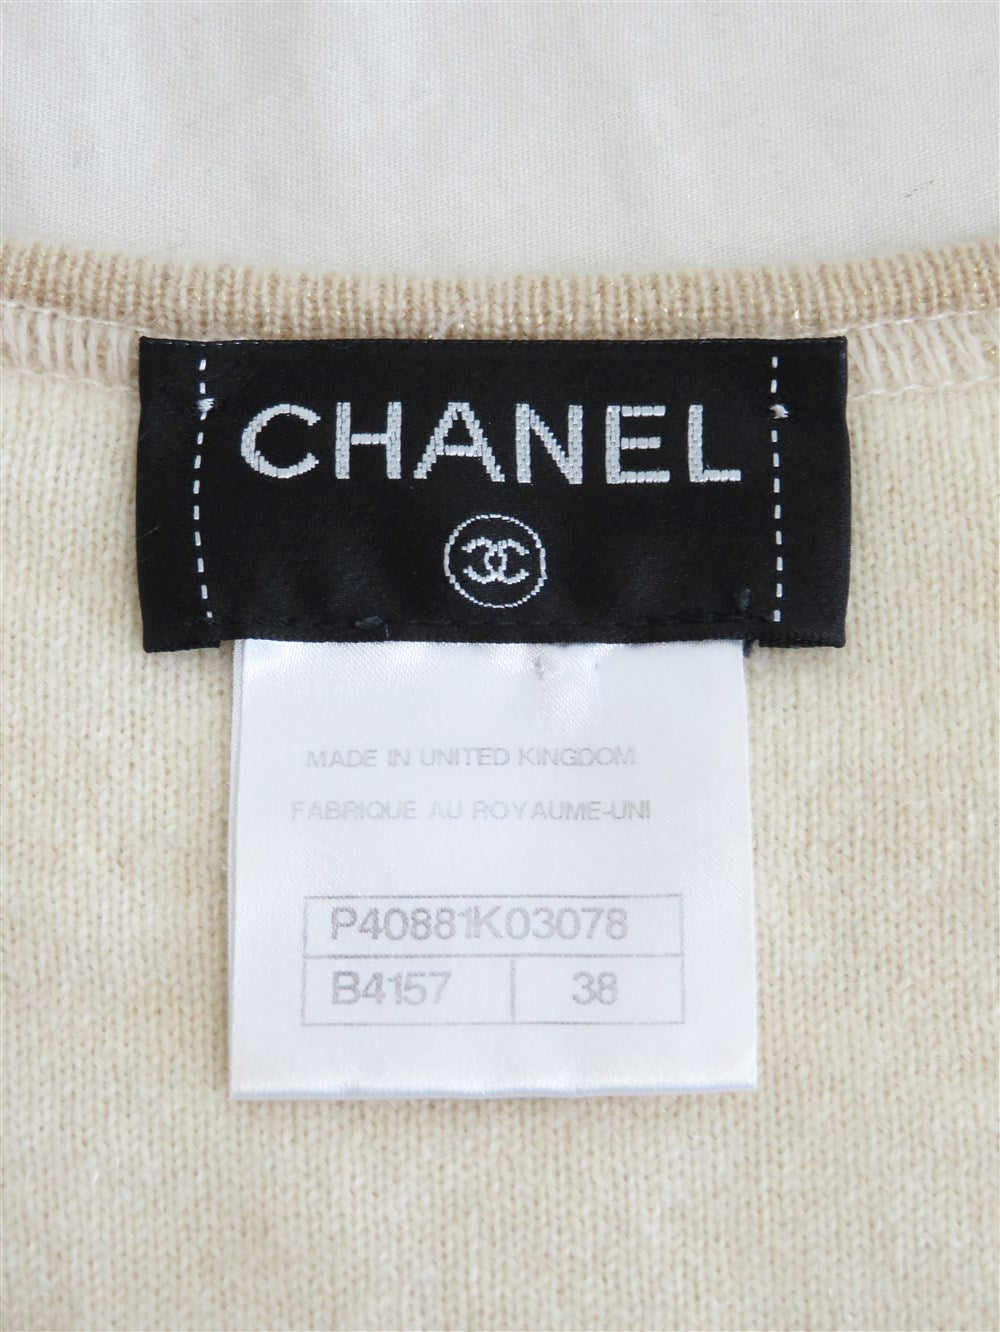 CHANEL
MADE IN UNITED KINGDOM
FABRIQUE AU ROYAUME-UNI
P40881K03078
B4157 38